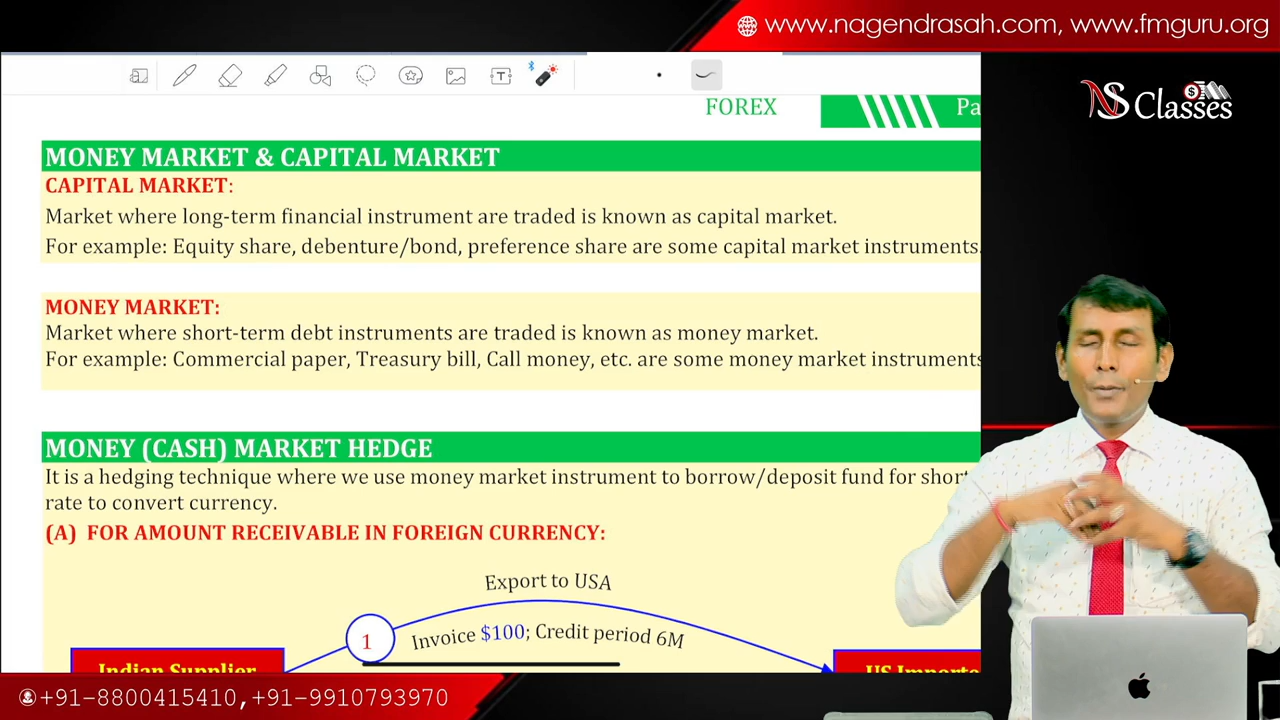 www.nagendrasah.com, www.fmguru.org
NS Classes
FOREX
Pa
MONEY MARKET & CAPITAL MARKET
CAPITAL MARKET:
Market where long-term financial instrument are traded is known as capital market.
For example: Equity share, debenture/bond, preference share are some capital market instruments.
MONEY MARKET:
Market where short-term debt instruments are traded is known as money market.
For example: Commercial paper, Treasury bill, Call money, etc. are some money market instruments
MONEY (CASH) MARKET HEDGE
It is a hedging technique where we use money market instrument to borrow/deposit fund for short
rate to convert currency.
(A) FOR AMOUNT RECEIVABLE IN FOREIGN CURRENCY:
Export to USA
1
Invoice $100; Credit period 6M
Indian Supplier
US Importe
+91-8800415410,+91-9910793970